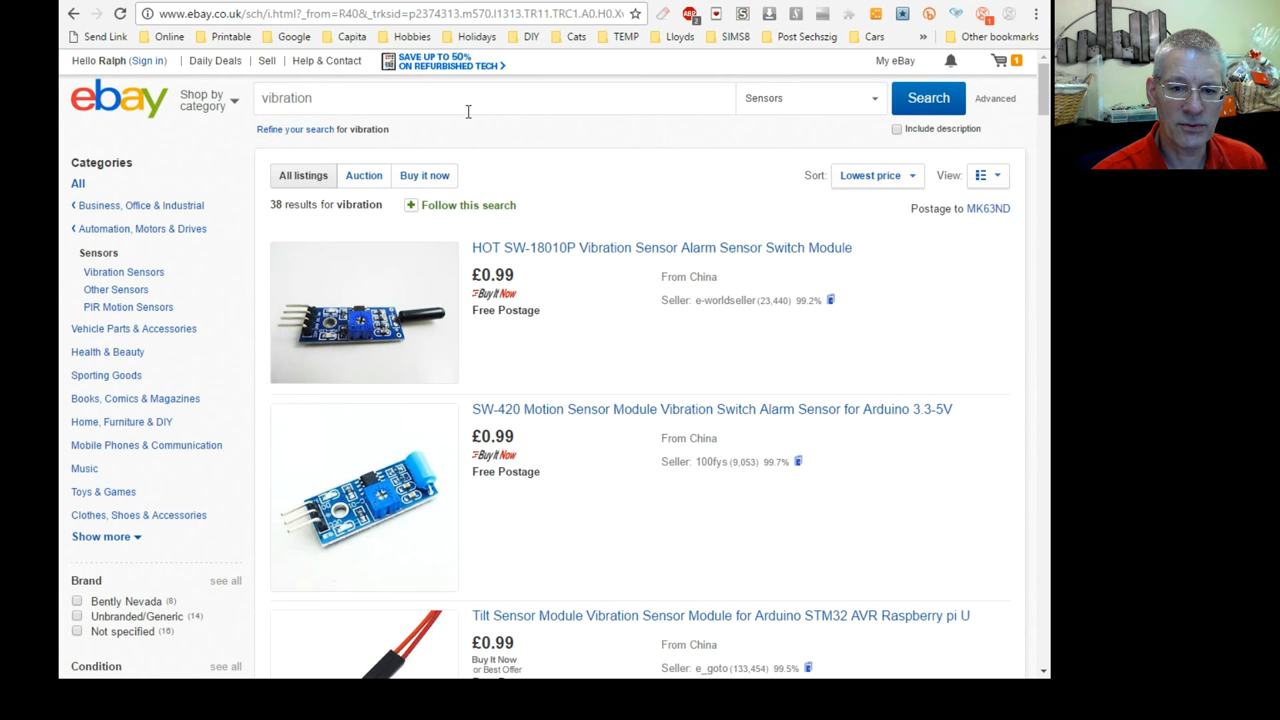 www.ebay.co.uk/sch/i.html?_from=R40&_trksid=p2374313.m570.l1313.TR11.TRC1.A0.H0.X
Send Link Online Printable Google Capita Hobbies Holidays DIY Cats TEMP Lloyds SIMS8 Post Sechszig Cars » Other bookmarks
Hello Ralph (Sign in) Daily Deals Sell Help & Contact
SAVE UP TO 50%
ON REFURBISHED TECH >
My eBay 1
ebay
Shop by
category
vibration
Sensors
Search
Advanced
Refine your search for vibration
Include description
Categories
All
Business, Office & Industrial
Automation, Motors & Drives
Sensors
Vibration Sensors
Other Sensors
PIR Motion Sensors
Vehicle Parts & Accessories
Health & Beauty
Sporting Goods
Books, Comics & Magazines
Home, Furniture & DIY
Mobile Phones & Communication
Music
Toys & Games
Clothes, Shoes & Accessories
Show more
Brand see all
Bently Nevada (8)
Unbranded/Generic (14)
Not specified (16)
Condition see all
All listings Auction Buy it now
Sort: Lowest price View:
38 results for vibration + Follow this search
Postage to MK63ND
HOT SW-18010P Vibration Sensor Alarm Sensor Switch Module
£0.99 From China
Buy It Now
Seller: e-worldseller (23,440) 99.2%
Free Postage
SW-420 Motion Sensor Module Vibration Switch Alarm Sensor for Arduino 3.3-5V
£0.99 From China
Buy It Now
Seller: 100fys (9,053) 99.7%
Free Postage
Tilt Sensor Module Vibration Sensor Module for Arduino STM32 AVR Raspberry pi U
£0.99 From China
Buy It Now
or Best Offer
Seller: e_goto (133,454) 99.5%